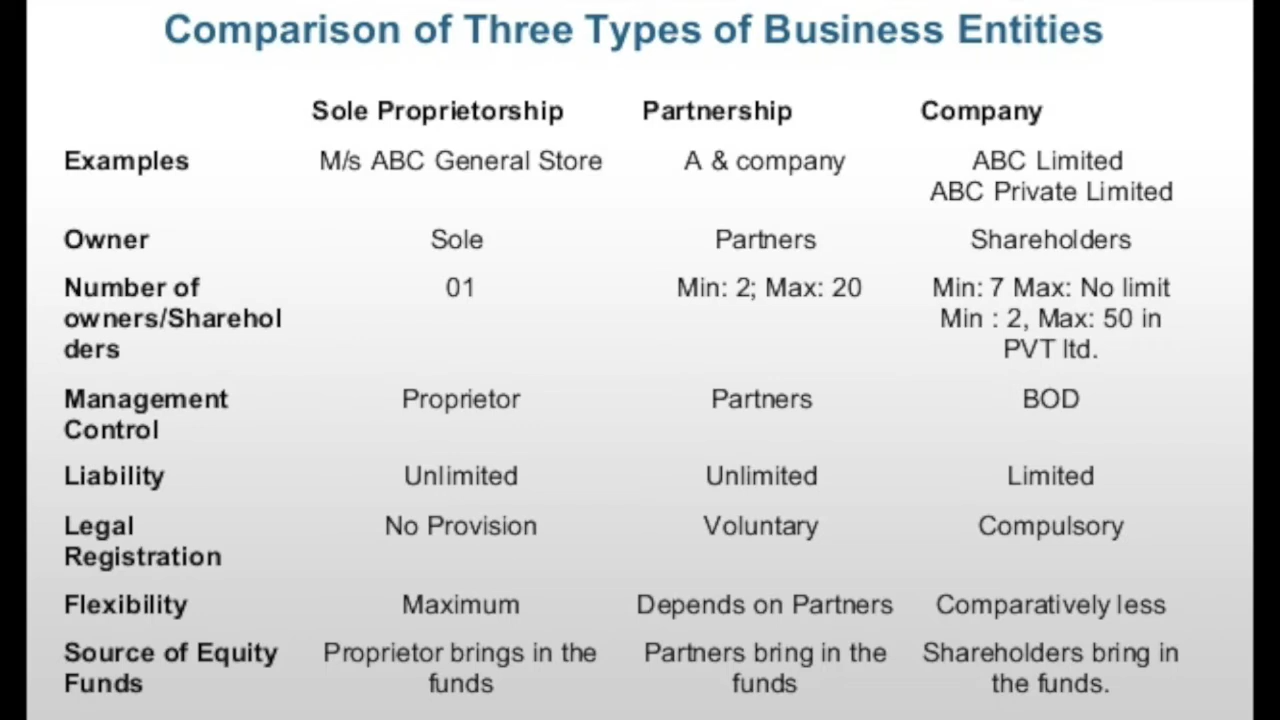 Comparison of Three Types of Business Entities
Sole Proprietorship Partnership Company
Examples M/s ABC General Store A & company ABC Limited
ABC Private Limited
Owner Sole Partners Shareholders
Number of 01 Min: 2; Max: 20 Min: 7 Max: No limit
owners/Sharehol Min : 2, Max: 50 in
ders PVT ltd.
Management Proprietor Partners BOD
Control
Liability Unlimited Unlimited Limited
Legal No Provision Voluntary Compulsory
Registration
Flexibility Maximum Depends on Partners Comparatively less
Source of Equity Proprietor brings in the Partners bring in the Shareholders bring in
Funds funds funds the funds.